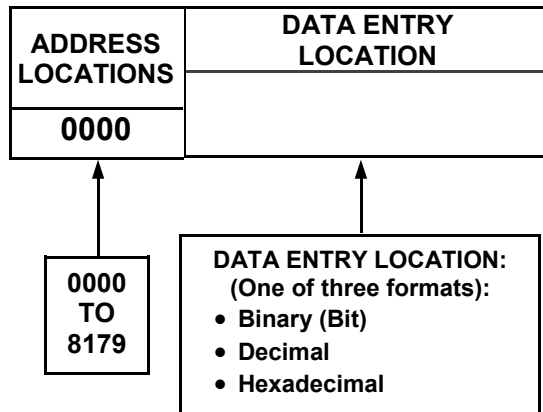 ADDRESS
LOCATIONS
DATA ENTRY
LOCATION
0000
0000
TO
8179
DATA ENTRY LOCATION:
(One of three formats):
• Binary (Bit)
• Decimal
• Hexadecimal